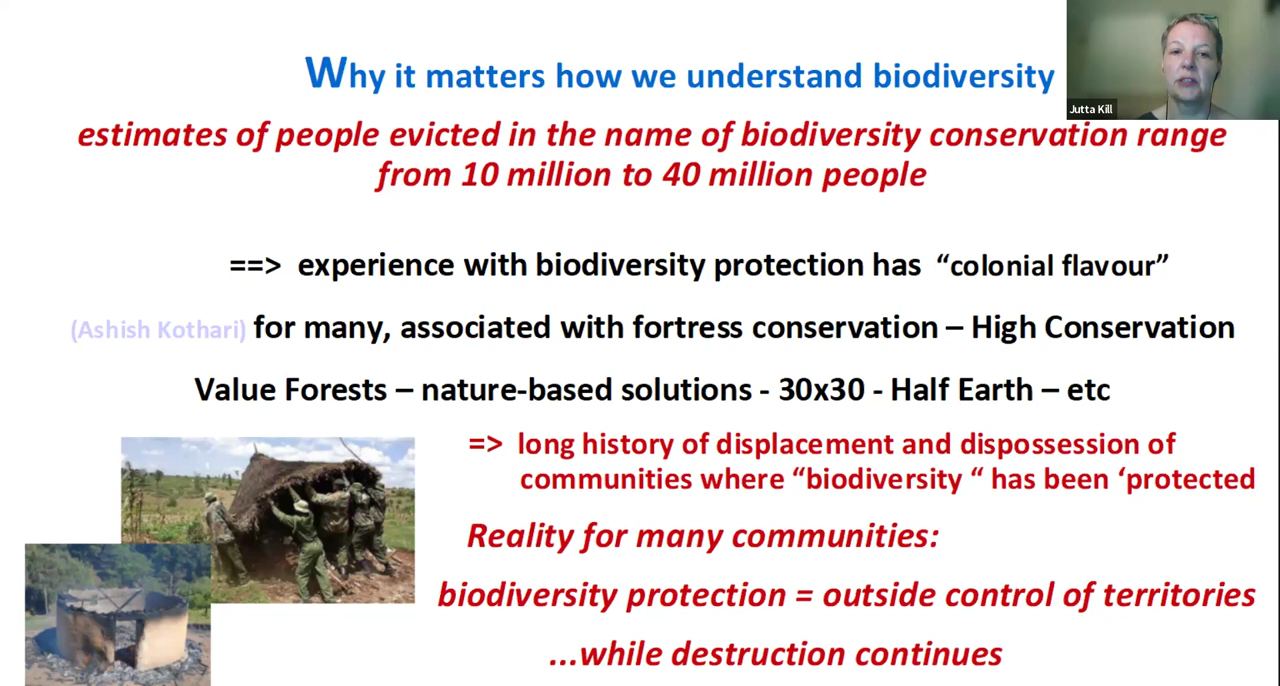 Why it matters how we understand biodiversity
Jutta Kill
estimates of people evicted in the name of biodiversity conservation range
from 10 million to 40 million people
==> experience with biodiversity protection has “colonial flavour”
(Ashish Kothari) for many, associated with fortress conservation – High Conservation
Value Forests – nature-based solutions - 30x30 - Half Earth – etc
=> long history of displacement and dispossession of
communities where “biodiversity “ has been ‘protected
Reality for many communities:
biodiversity protection = outside control of territories
...while destruction continues